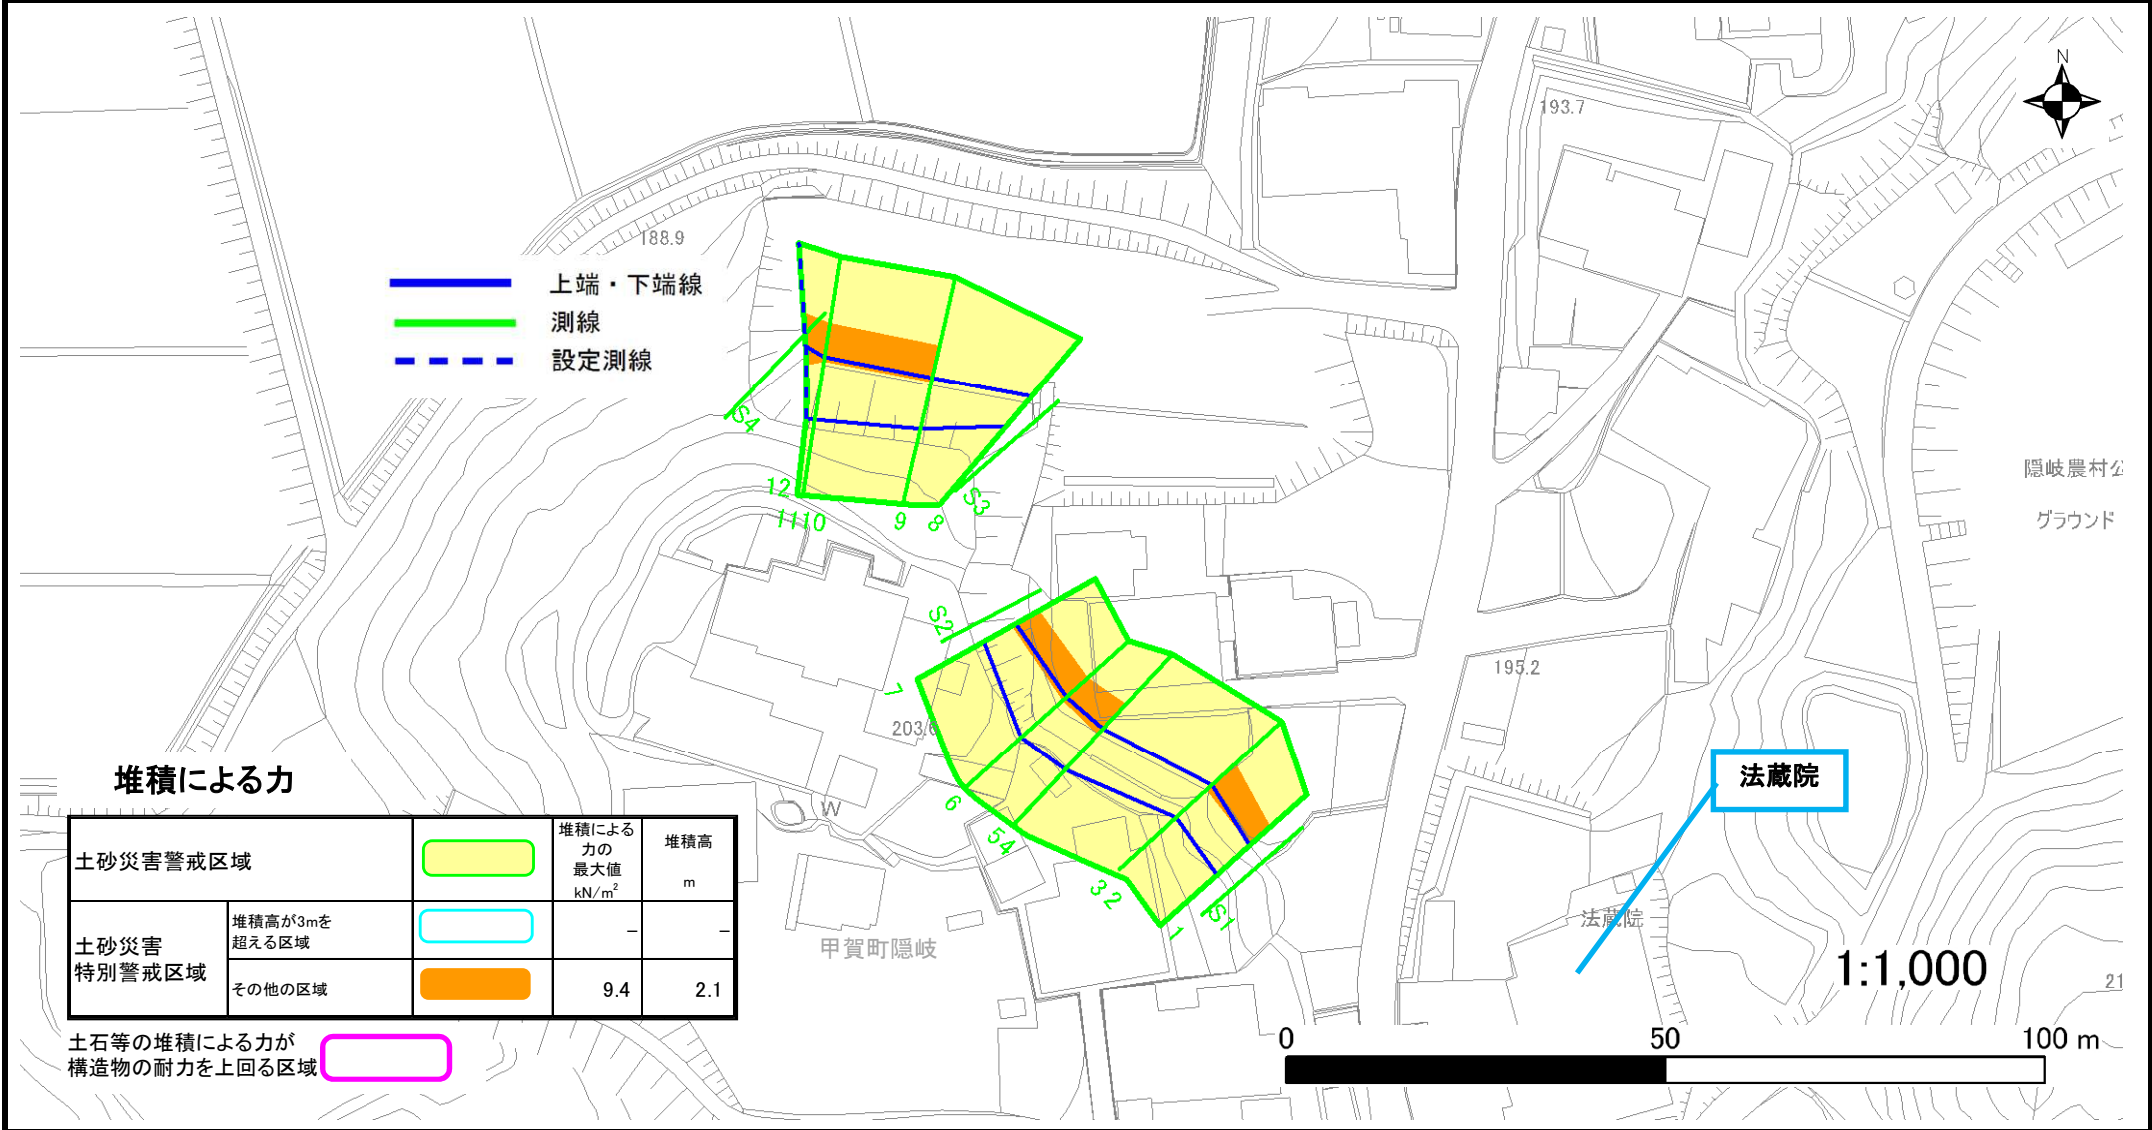 N
193.7
188.9
上端・下端線
測線
設定測線
S4
S3
12
1110
9
8
隠岐農村公
グラウンド
S2
7
203.6
6
54
32
1
S1
195.2
W
法蔵院
法蔵院
甲賀町隠岐
21
堆積による力
土砂災害警戒区域
堆積による
力の
最大値
kN/m²
堆積高
m
土砂災害
特別警戒区域
堆積高が3mを
超える区域
－
－
その他の区域
9.4
2.1
土石等の堆積による力が
構造物の耐力を上回る区域
1:1,000
0
50
100 m